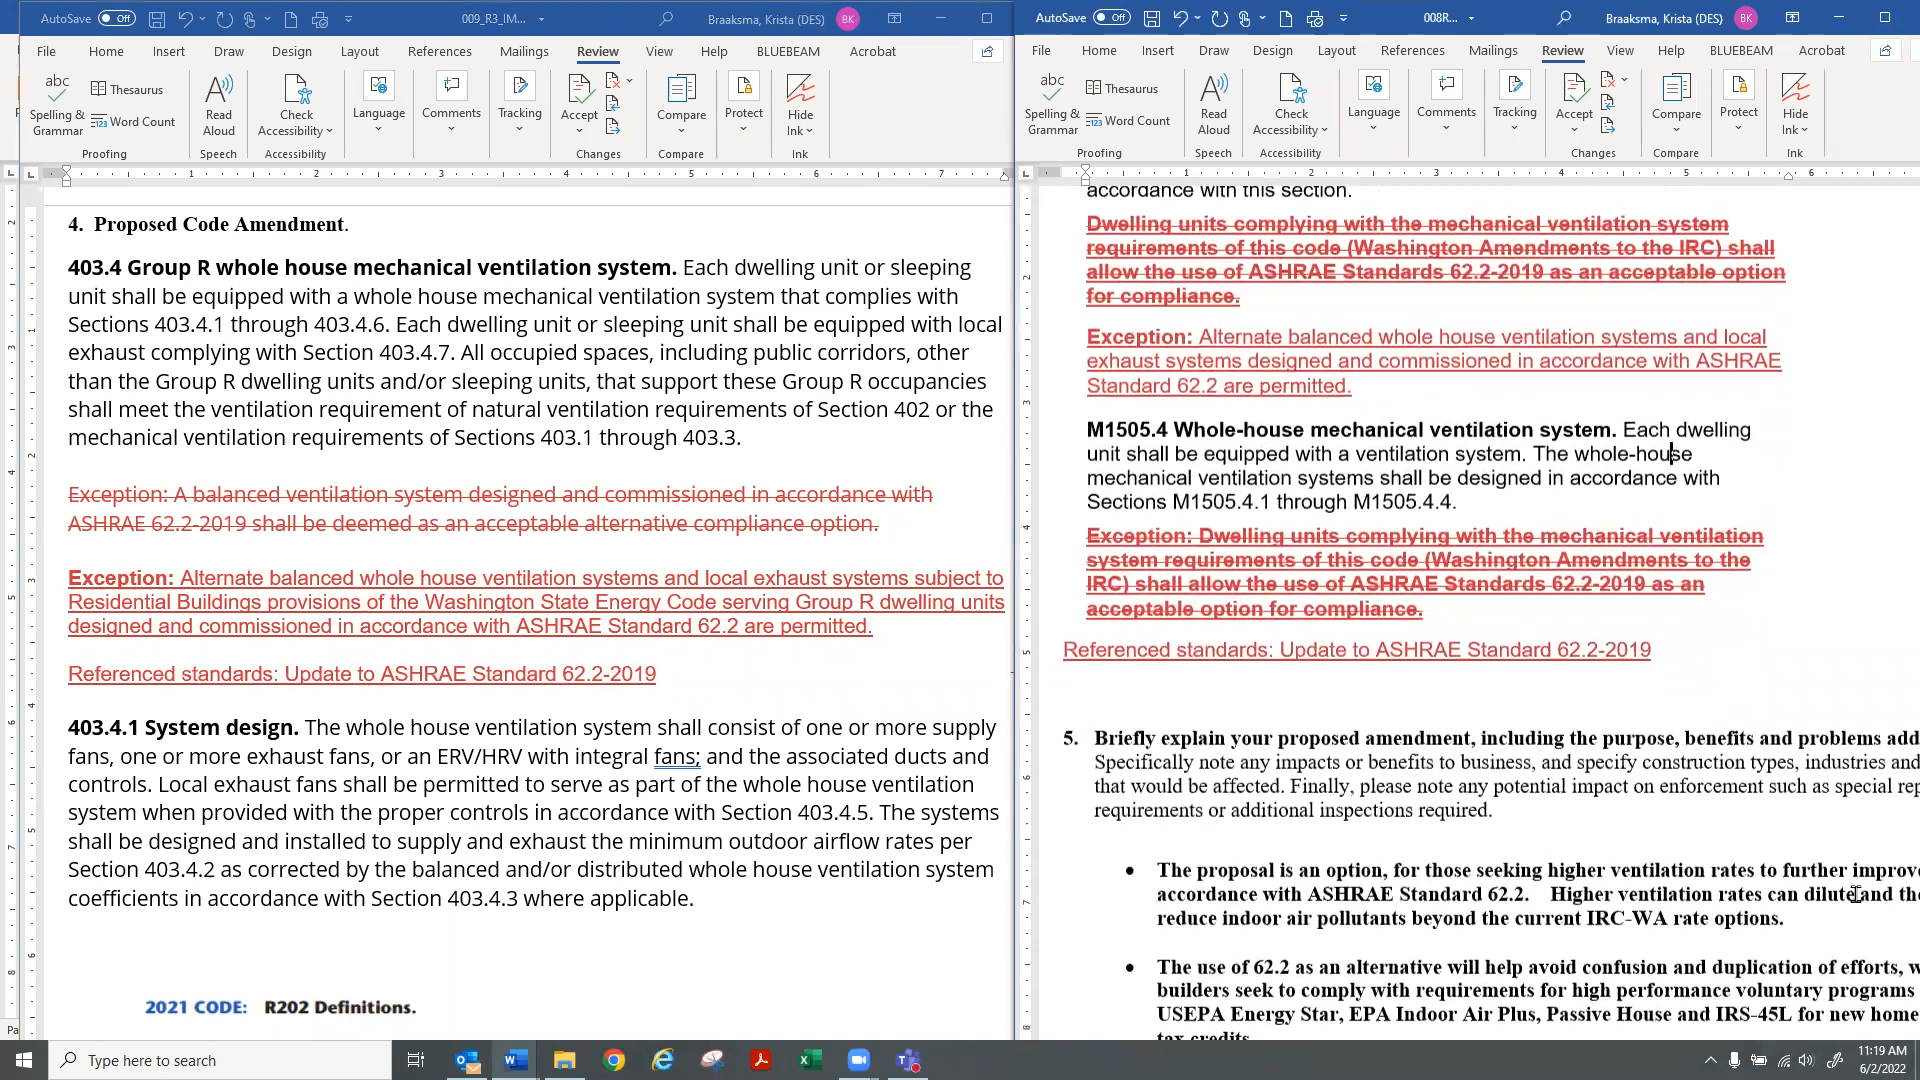 AutoSave Off 009_R3_IM... Braaksma, Krista (DES) BK
File Home Insert Draw Design Layout References Mailings Review View Help BLUEBEAM Acrobat
abc Spelling & Grammar
Thesaurus
Word Count
Proofing
Read Aloud
Speech
Check Accessibility
Accessibility
Language
Comments
Tracking
Accept
Changes
Compare
Compare
Protect
Hide Ink
Ink
4. Proposed Code Amendment.
403.4 Group R whole house mechanical ventilation system. Each dwelling unit or sleeping
unit shall be equipped with a whole house mechanical ventilation system that complies with
Sections 403.4.1 through 403.4.6. Each dwelling unit or sleeping unit shall be equipped with local
exhaust complying with Section 403.4.7. All occupied spaces, including public corridors, other
than the Group R dwelling units and/or sleeping units, that support these Group R occupancies
shall meet the ventilation requirement of natural ventilation requirements of Section 402 or the
mechanical ventilation requirements of Sections 403.1 through 403.3.
Exception: A balanced ventilation system designed and commissioned in accordance with
ASHRAE 62.2-2019 shall be deemed as an acceptable alternative compliance option.
Exception: Alternate balanced whole house ventilation systems and local exhaust systems subject to
Residential Buildings provisions of the Washington State Energy Code serving Group R dwelling units
designed and commissioned in accordance with ASHRAE Standard 62.2 are permitted.
Referenced standards: Update to ASHRAE Standard 62.2-2019
403.4.1 System design. The whole house ventilation system shall consist of one or more supply
fans, one or more exhaust fans, or an ERV/HRV with integral fans; and the associated ducts and
controls. Local exhaust fans shall be permitted to serve as part of the whole house ventilation
system when provided with the proper controls in accordance with Section 403.4.5. The systems
shall be designed and installed to supply and exhaust the minimum outdoor airflow rates per
Section 403.4.2 as corrected by the balanced and/or distributed whole house ventilation system
coefficients in accordance with Section 403.4.3 where applicable.
2021 CODE: R202 Definitions.
AutoSave Off 008R... Braaksma, Krista (DES) BK
File Home Insert Draw Design Layout References Mailings Review View Help BLUEBEAM Acrobat
abc Spelling & Grammar
Thesaurus
Word Count
Proofing
Read Aloud
Speech
Check Accessibility
Accessibility
Language
Comments
Tracking
Accept
Changes
Compare
Compare
Protect
Hide Ink
Ink
accordance with this section.
Dwelling units complying with the mechanical ventilation system
requirements of this code (Washington Amendments to the IRC) shall
allow the use of ASHRAE Standards 62.2-2019 as an acceptable option
for compliance.
Exception: Alternate balanced whole house ventilation systems and local
exhaust systems designed and commissioned in accordance with ASHRAE
Standard 62.2 are permitted.
M1505.4 Whole-house mechanical ventilation system. Each dwelling
unit shall be equipped with a ventilation system. The whole-house
mechanical ventilation systems shall be designed in accordance with
Sections M1505.4.1 through M1505.4.4.
Exception: Dwelling units complying with the mechanical ventilation
system requirements of this code (Washington Amendments to the
IRC) shall allow the use of ASHRAE Standards 62.2-2019 as an
acceptable option for compliance.
Referenced standards: Update to ASHRAE Standard 62.2-2019
5. Briefly explain your proposed amendment, including the purpose, benefits and problems add
Specifically note any impacts or benefits to business, and specify construction types, industries and
that would be affected. Finally, please note any potential impact on enforcement such as special rep
requirements or additional inspections required.
• The proposal is an option, for those seeking higher ventilation rates to further improve
accordance with ASHRAE Standard 62.2. Higher ventilation rates can dilute and the
reduce indoor air pollutants beyond the current IRC-WA rate options.
• The use of 62.2 as an alternative will help avoid confusion and duplication of efforts, w
builders seek to comply with requirements for high performance voluntary programs
USEPA Energy Star, EPA Indoor Air Plus, Passive House and IRS-45L for new home
tax credits
Type here to search
11:19 AM
6/2/2022